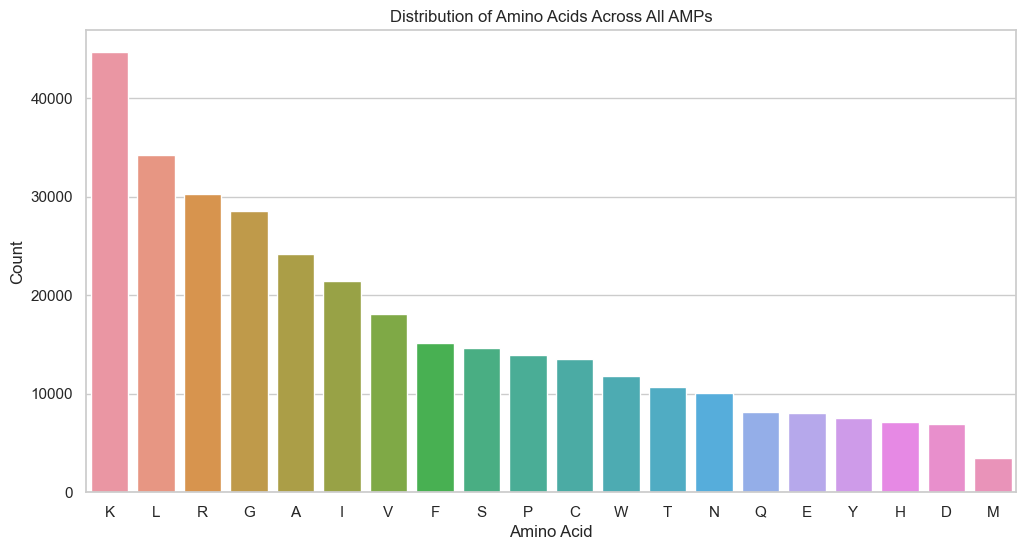 Distribution of Amino Acids Across All AMPs
Count
40000
30000
20000
10000
0
K L R G A I V F S P C W T N Q E Y H D M
Amino Acid